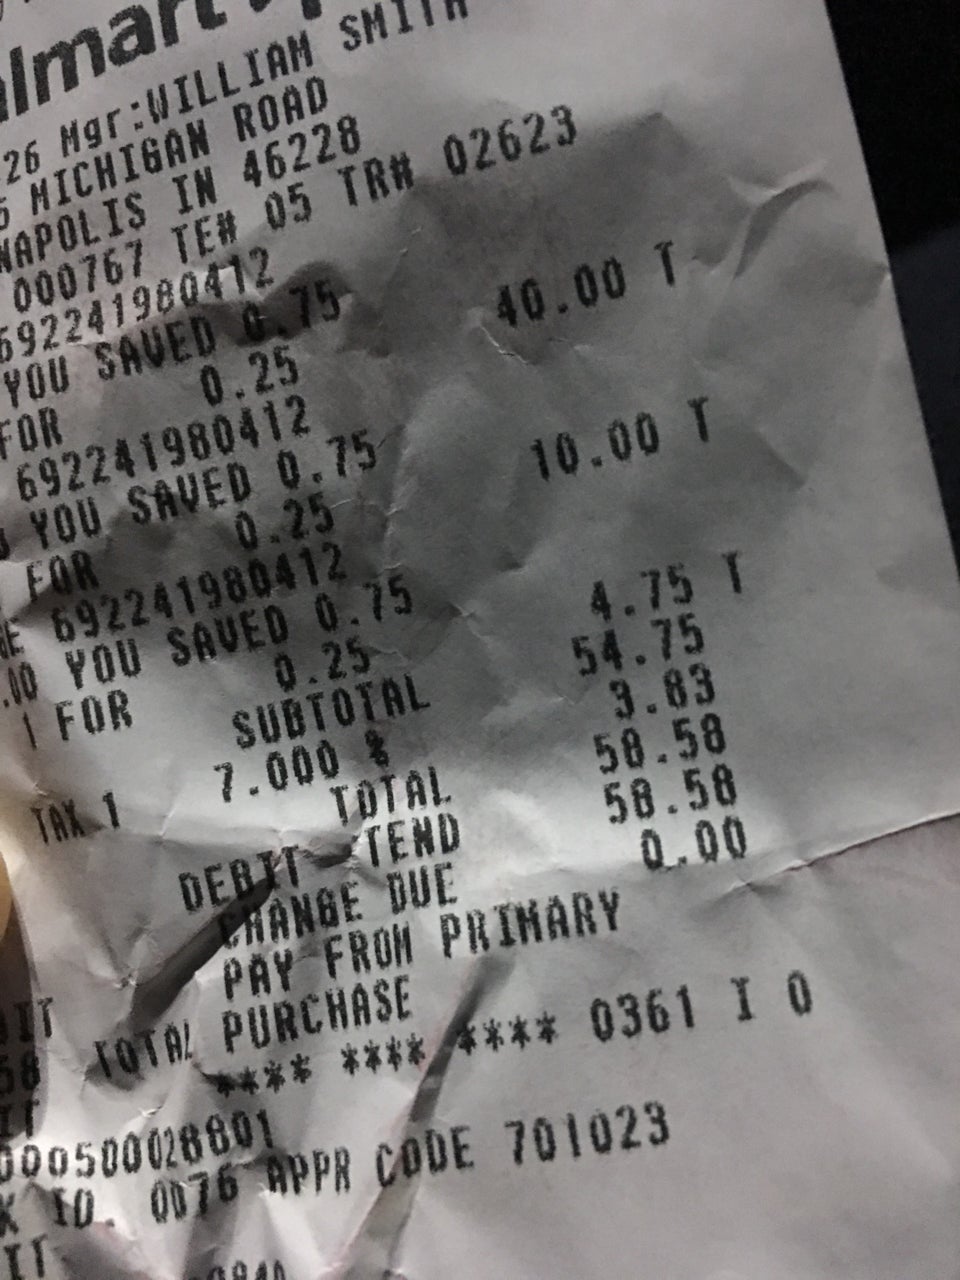 26 Mgr:WILLIAM SMITH
MICHIGAN ROAD
NAPOLIS IN 46228
000767 TE# 05 TR# 02623
692241980412
YOU SAVED 0.75 40.00 T
FOR 0.25
692241980412
YOU SAVED 0.75 10.00 T
FOR 0.25
692241980412
.00 YOU SAVED 0.75 4.75 T
1 FOR 0.25
SUBTOTAL 54.75
TAX 1 7.000 % 3.83
TOTAL 58.58
DEBIT TEND 58.58
CHANGE DUE 0.00
PAY FROM PRIMARY
TOTAL PURCHASE
**** **** **** 0361 I 0
APPR CODE 701023